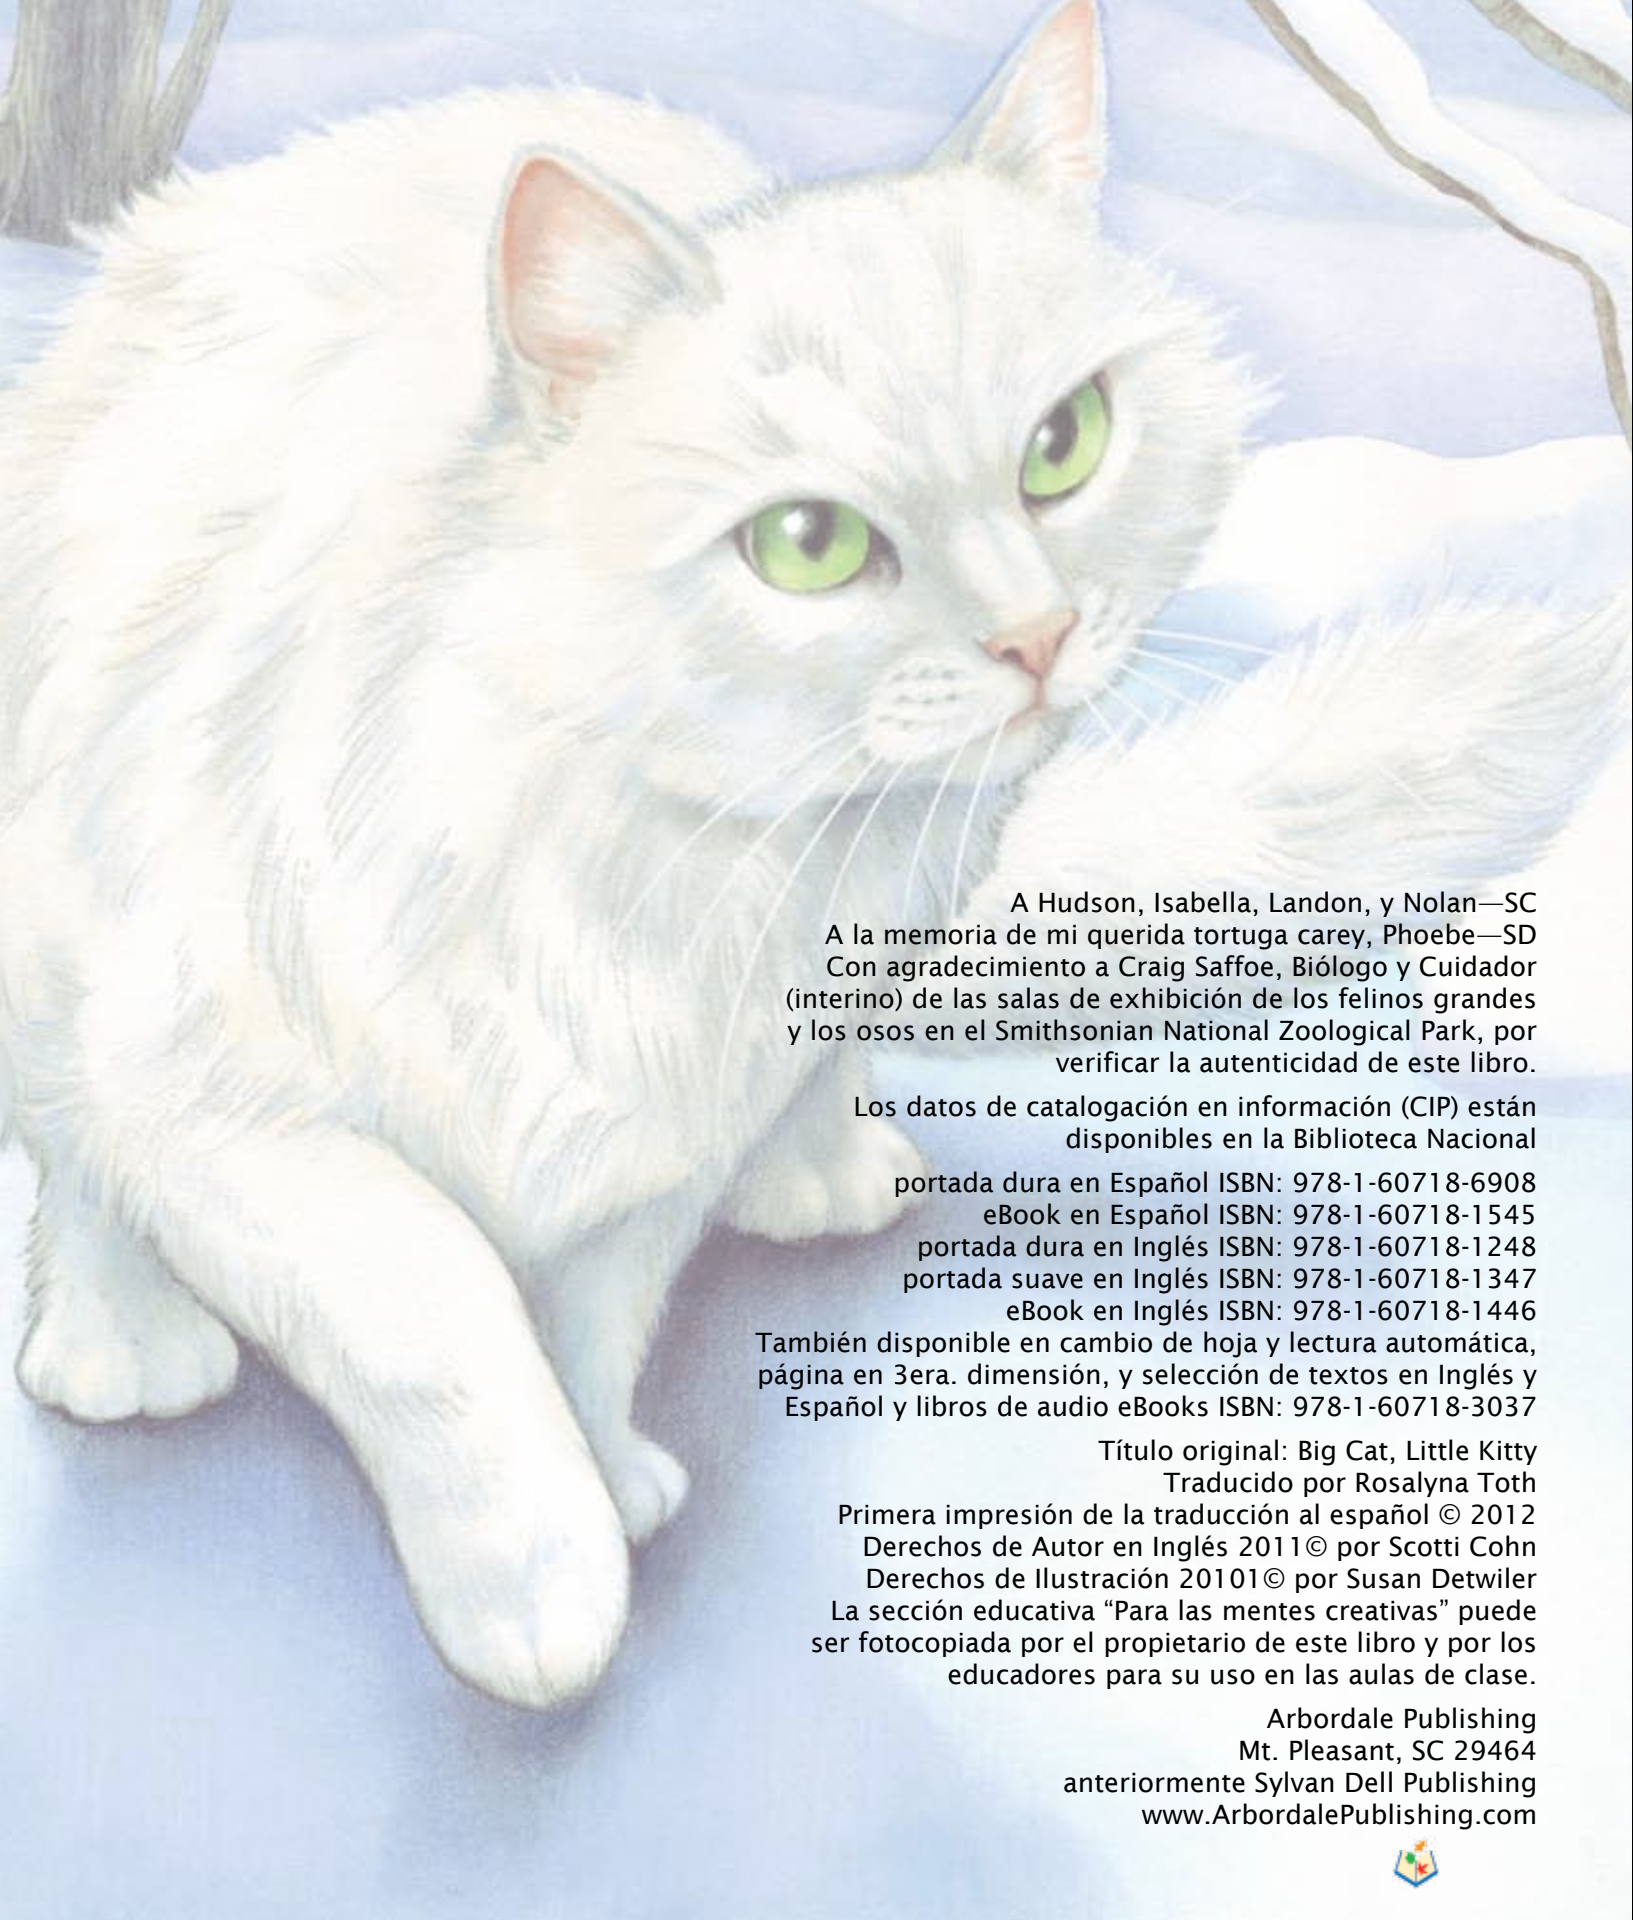 A Hudson, Isabella, Landon, y Nolan—SC
A la memoria de mi querida tortuga carey, Phoebe—SD
Con agradecimiento a Craig Saffoe, Biólogo y Cuidador
(interino) de las salas de exhibición de los felinos grandes
y los osos en el Smithsonian National Zoological Park, por
verificar la autenticidad de este libro.
Los datos de catalogación en información (CIP) están
disponibles en la Biblioteca Nacional
portada dura en Español ISBN: 978-1-60718-6908
eBook en Español ISBN: 978-1-60718-1545
portada dura en Inglés ISBN: 978-1-60718-1248
portada suave en Inglés ISBN: 978-1-60718-1347
eBook en Inglés ISBN: 978-1-60718-1446
También disponible en cambio de hoja y lectura automática,
página en 3era. dimensión, y selección de textos en Inglés y
Español y libros de audio eBooks ISBN: 978-1-60718-3037
Título original: Big Cat, Little Kitty
Traducido por Rosalyna Toth
Primera impresión de la traducción al español © 2012
Derechos de Autor en Inglés 2011© por Scotti Cohn
Derechos de Ilustración 20101© por Susan Detwiler
La sección educativa “Para las mentes creativas” puede
ser fotocopiada por el propietario de este libro y por los
educadores para su uso en las aulas de clase.
Arbordale Publishing
Mt. Pleasant, SC 29464
anteriormente Sylvan Dell Publishing
www.ArbordalePublishing.com